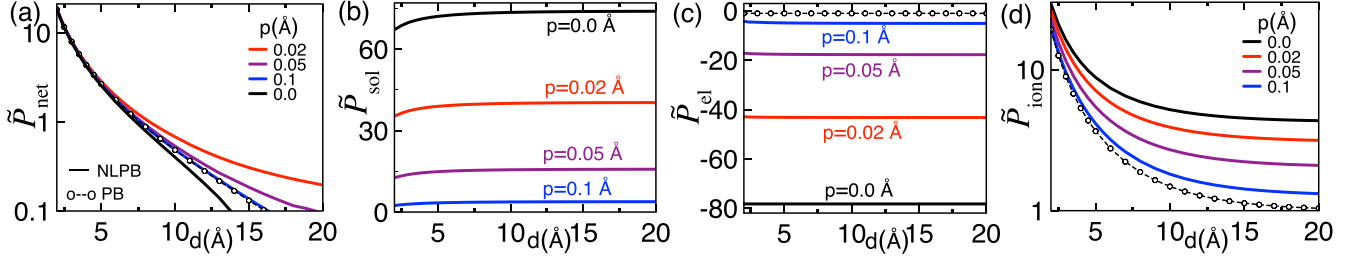 (a)
10
1
0.1
P̃net
p(Å)
0.02
0.05
0.1
0.0
NLPB
o--o PB
5 10 15 20
d(Å)
(b)
60
30
0
P̃sol
p=0.0 Å
p=0.02 Å
p=0.05 Å
p=0.1 Å
5 10 15 20
d(Å)
(c)
0
-20
-40
-60
-80
P̃el
p=0.1 Å
p=0.05 Å
p=0.02 Å
p=0.0 Å
5 10 15 20
d(Å)
(d)
10
1
P̃ion
p(Å)
0.0
0.02
0.05
0.1
5 10 15 20
d(Å)